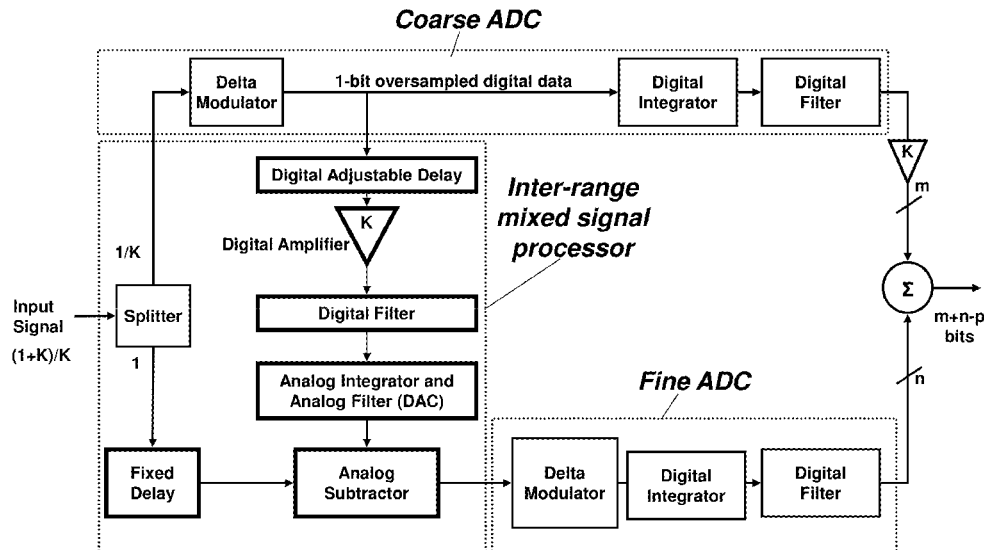 Coarse ADC
Delta
Modulator
1-bit oversampled digital data
Digital
Integrator
Digital
Filter
K
m
Digital Adjustable Delay
K
Digital Amplifier
Inter-range
mixed signal
processor
1/K
Input
Signal
(1+K)/K
Splitter
1
Digital Filter
Σ
m+n-p
bits
Analog Integrator and
Analog Filter (DAC)
Fine ADC
n
Fixed
Delay
Analog
Subtractor
Delta
Modulator
Digital
Integrator
Digital
Filter